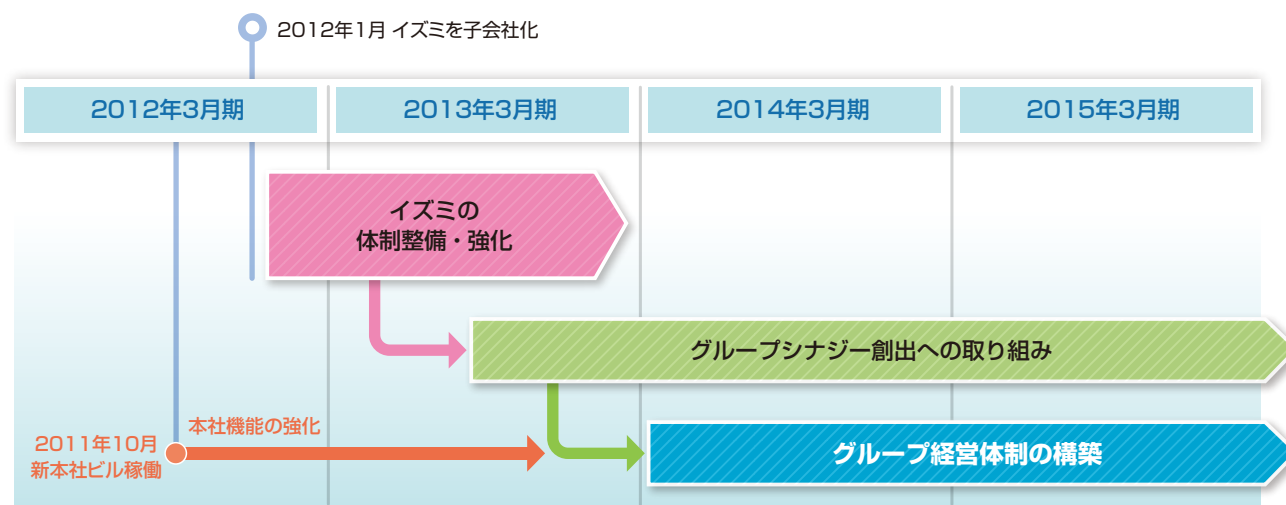 2012年1月 イズミを子会社化
2012年3月期
2013年3月期
2014年3月期
2015年3月期
イズミの
体制整備・強化
グループシナジー創出への取り組み
本社機能の強化
2011年10月
新本社ビル稼働
グループ経営体制の構築